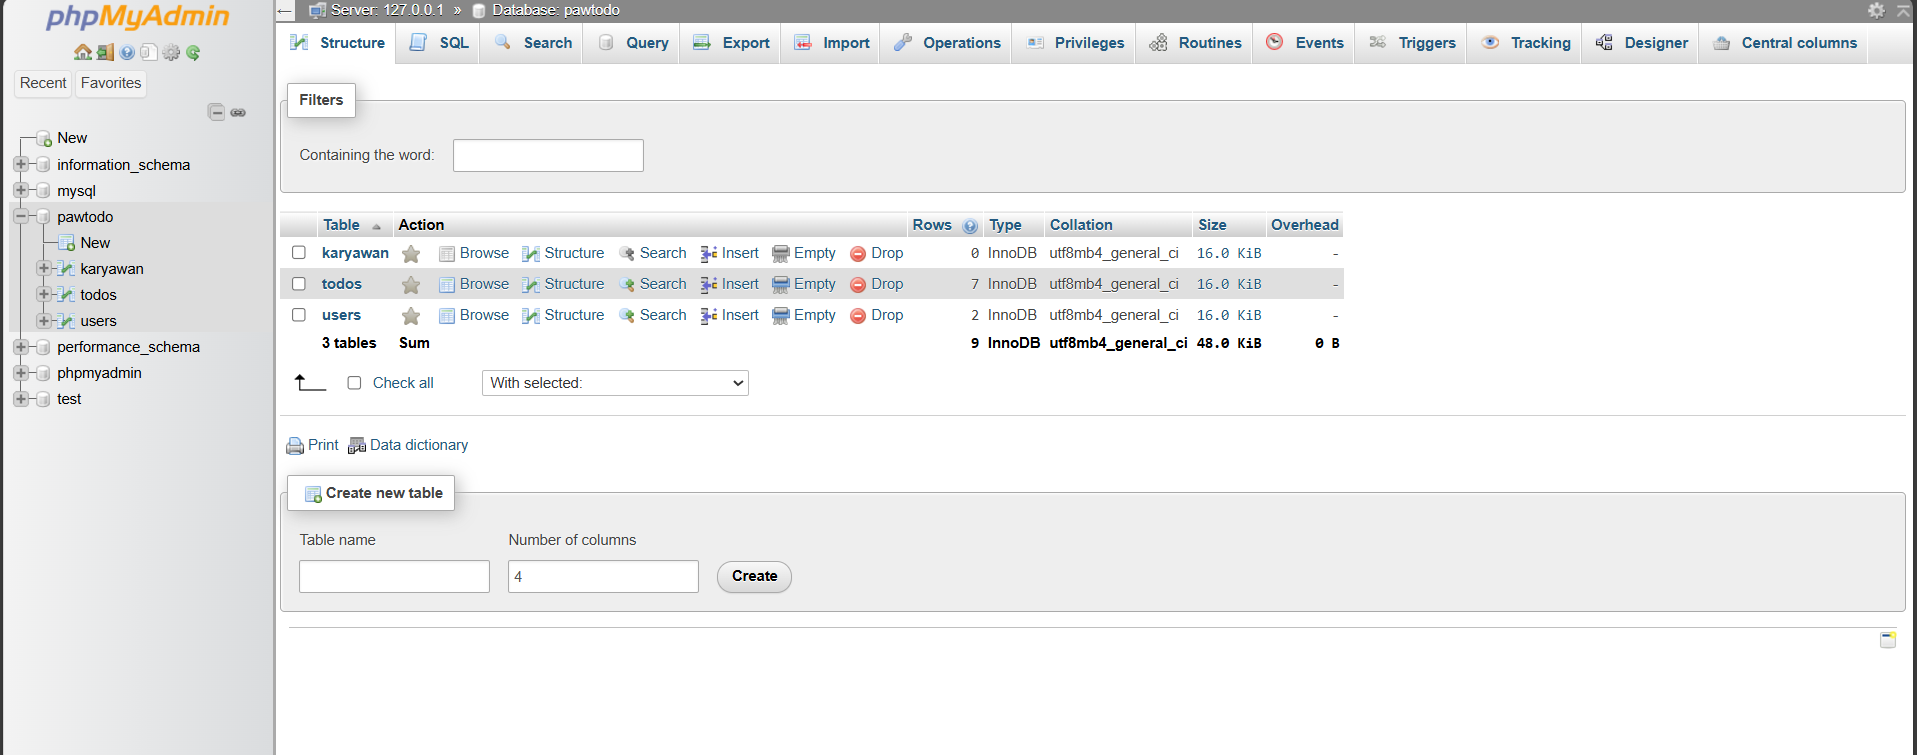 phpMyAdmin
Recent Favorites
New
information_schema
mysql
pawtodo
New
karyawan
todos
users
performance_schema
phpmyadmin
test
Server: 127.0.0.1 » Database: pawtodo
Structure SQL Search Query Export Import Operations Privileges Routines Events Triggers Tracking Designer Central columns
Filters
Containing the word:
Table Action Rows Type Collation Size Overhead
karyawan Browse Structure Search Insert Empty Drop 0 InnoDB utf8mb4_general_ci 16.0 KiB -
todos Browse Structure Search Insert Empty Drop 7 InnoDB utf8mb4_general_ci 16.0 KiB -
users Browse Structure Search Insert Empty Drop 2 InnoDB utf8mb4_general_ci 16.0 KiB -
3 tables Sum 9 InnoDB utf8mb4_general_ci 48.0 KiB 0 B
Check all With selected:
Print Data dictionary
Create new table
Table name Number of columns
4 Create